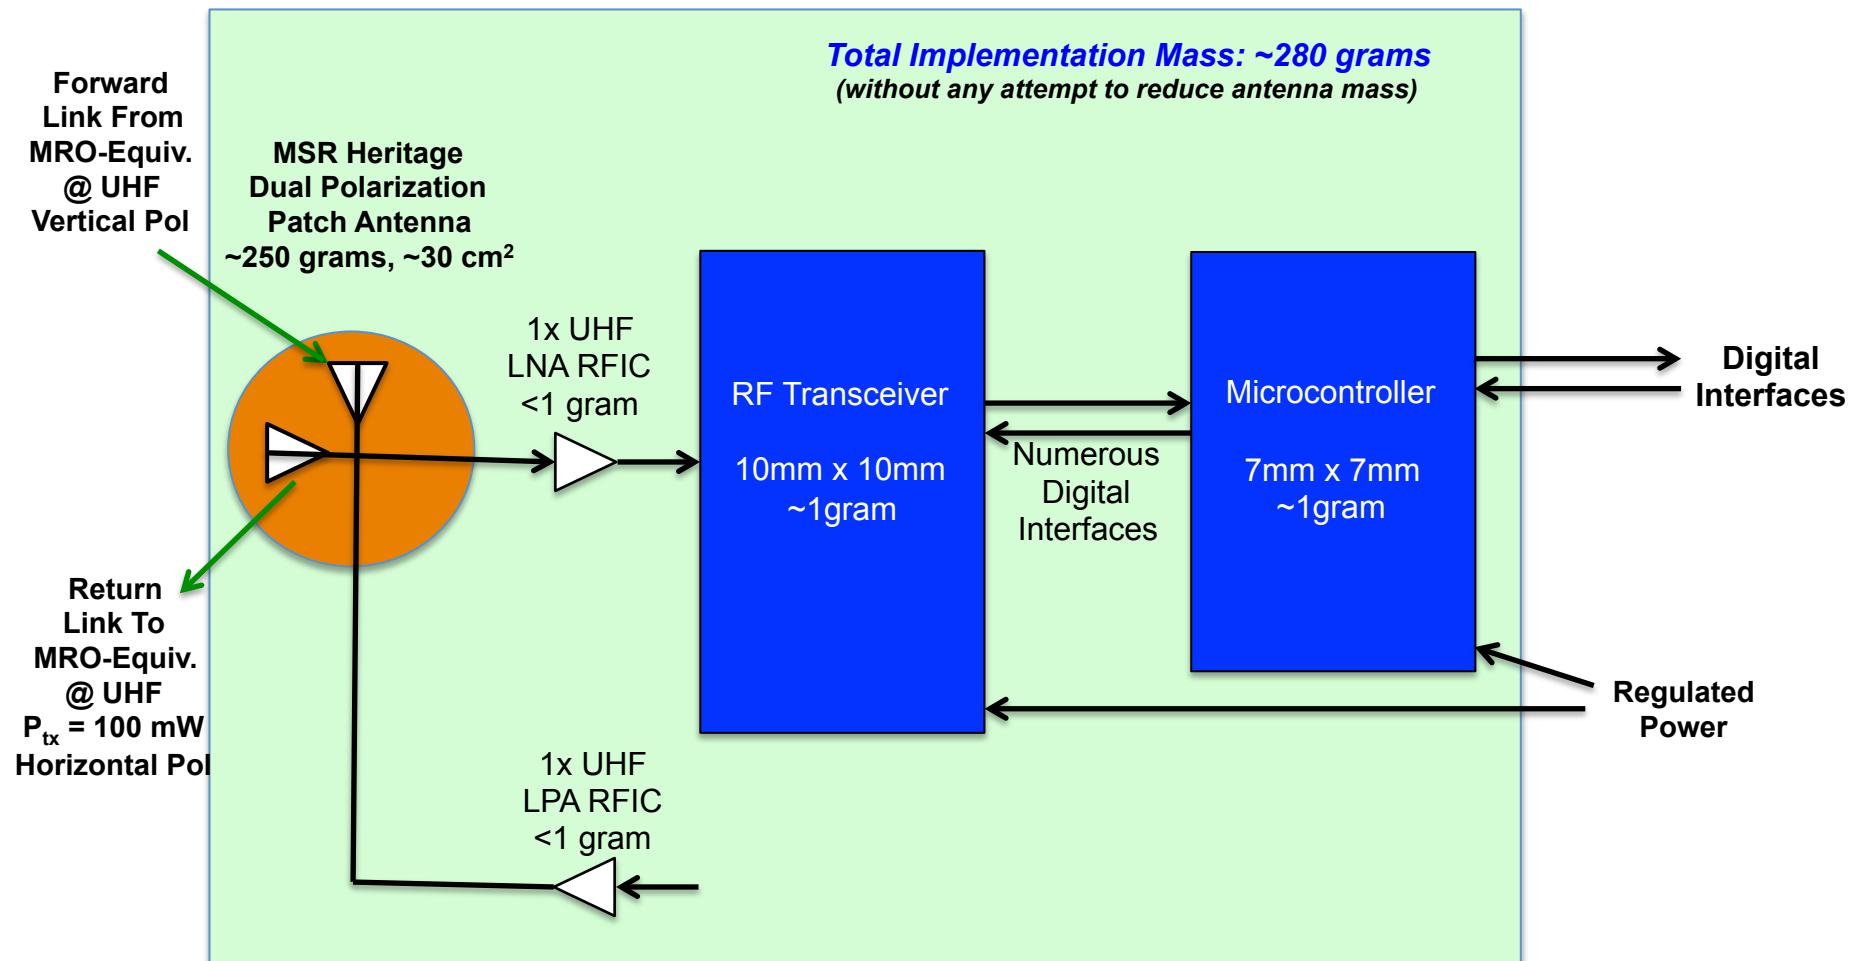 Total Implementation Mass: ~280 grams
(without any attempt to reduce antenna mass)
Forward
Link From
MRO-Equiv.
@ UHF
Vertical Pol
MSR Heritage
Dual Polarization
Patch Antenna
~250 grams, ~30 cm²
1x UHF
LNA RFIC
<1 gram
RF Transceiver
10mm x 10mm
~1gram
Numerous
Digital
Interfaces
Microcontroller
7mm x 7mm
~1gram
Digital
Interfaces
Return
Link To
MRO-Equiv.
@ UHF
Ptx = 100 mW
Horizontal Pol
1x UHF
LPA RFIC
<1 gram
Regulated
Power